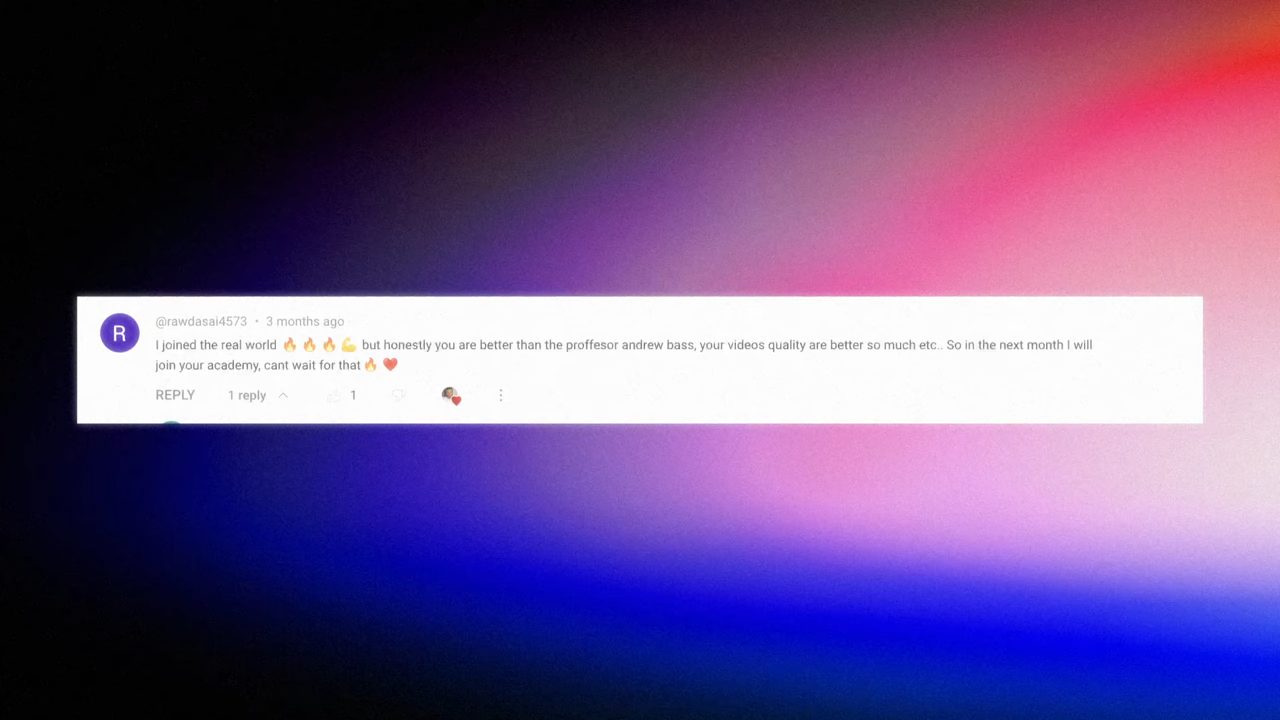 R
@rawdasai4573 • 3 months ago
I joined the real world 🔥 🔥 🔥 💪 but honestly you are better than the proffesor andrew bass, your videos quality are better so much etc.. So in the next month I will
join your academy, cant wait for that 🔥 ❤️
REPLY 1 reply 1